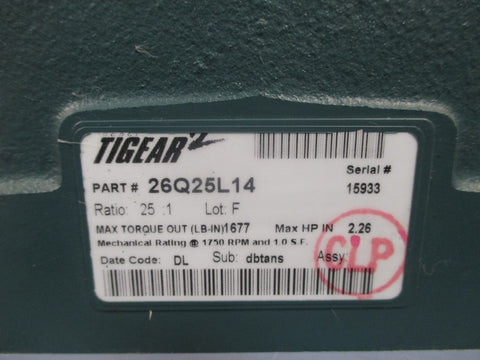 TIGEAR
Serial #
PART # 26Q25L14 15933
Ratio: 25 :1 Lot: F
MAX TORQUE OUT (LB-IN)1677 Max HP IN 2.26
Mechanical Rating @ 1750 RPM and 1.0 S.F.
Date Code: DL Sub: dbtans Assy:
CLP